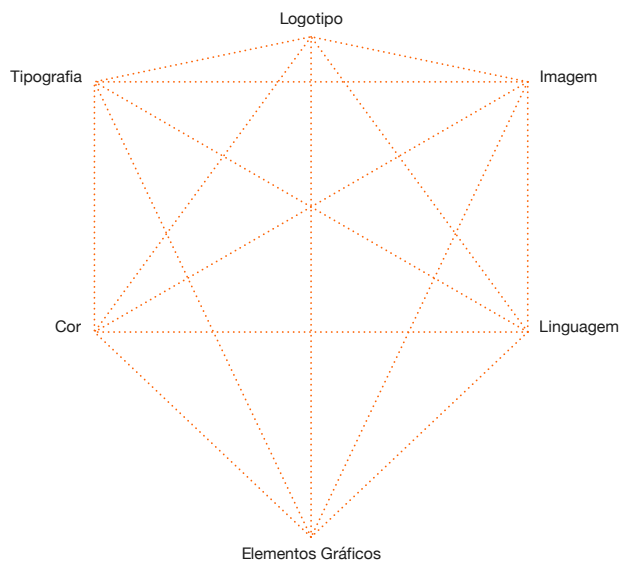 Logotipo
Tipografia
Imagem
Cor
Linguagem
Elementos Gráficos